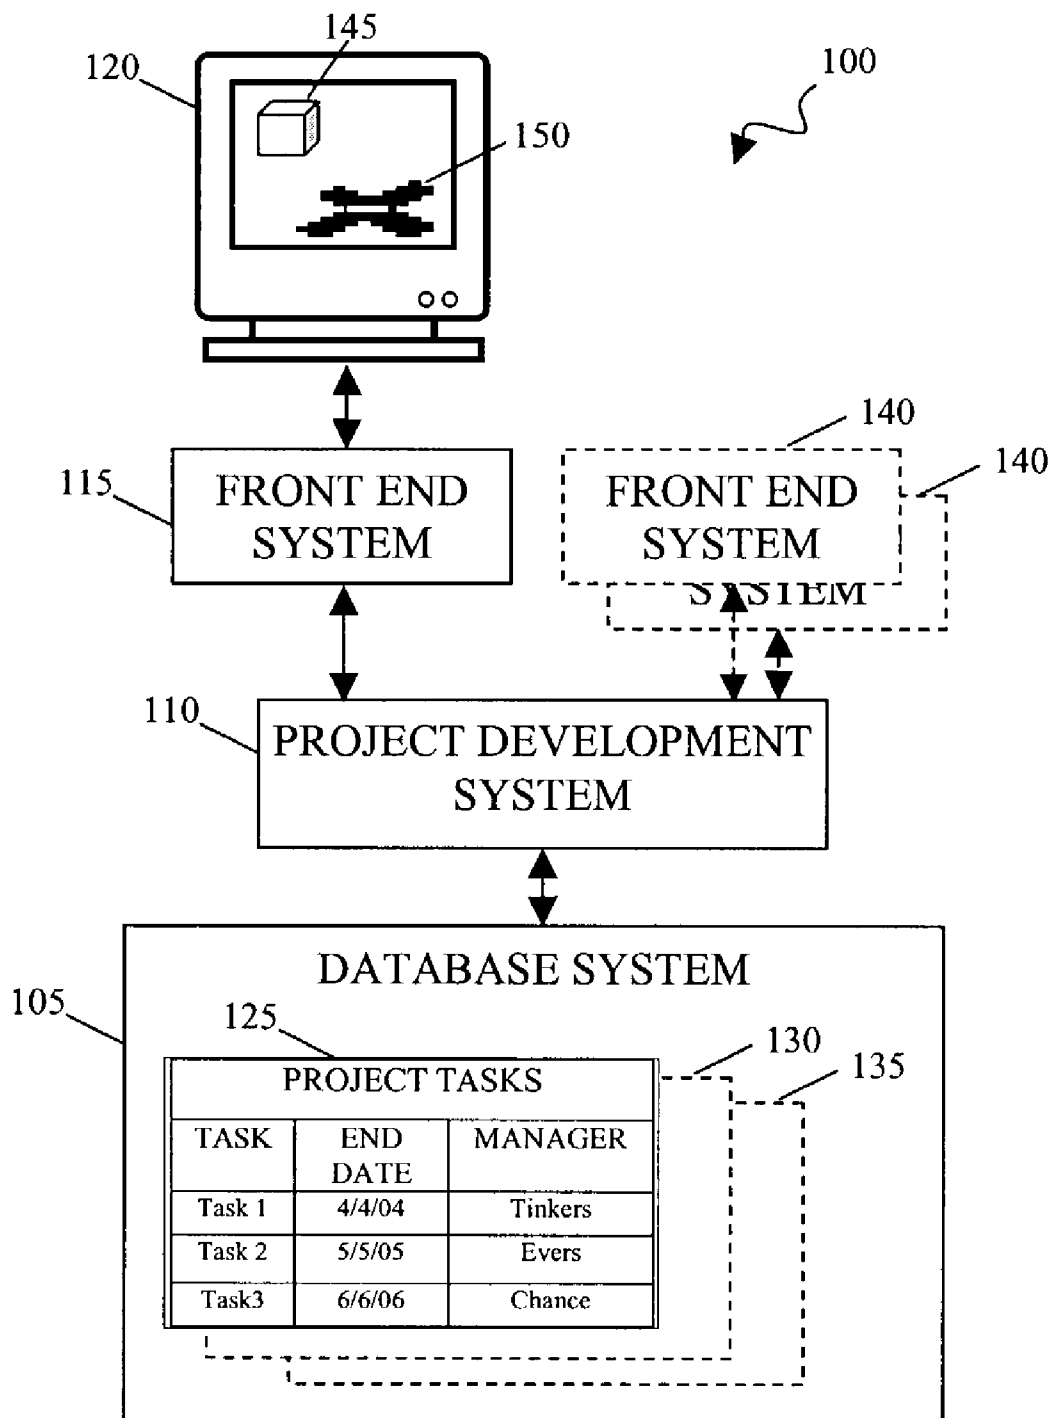 145
120
100
150
140
115
FRONT END
SYSTEM
FRONT END
SYSTEM
140
SYSTEM
110
PROJECT DEVELOPMENT
SYSTEM
DATABASE SYSTEM
105
125
130
135
PROJECT TASKS
TASK END DATE MANAGER
Task 1 4/4/04 Tinkers
Task 2 5/5/05 Evers
Task3 6/6/06 Chance